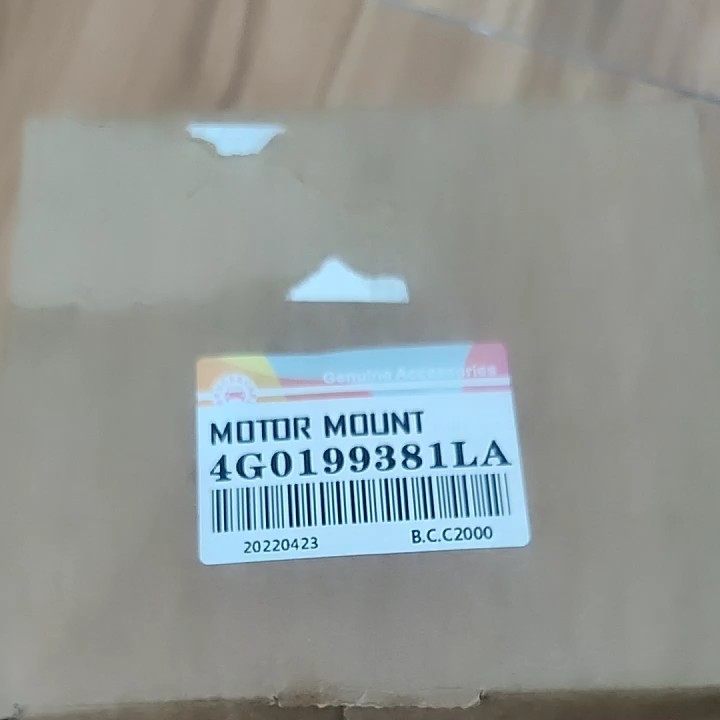 Genuine Accessories
MOTOR MOUNT
4G0199381LA
20220423 B.C.C2000